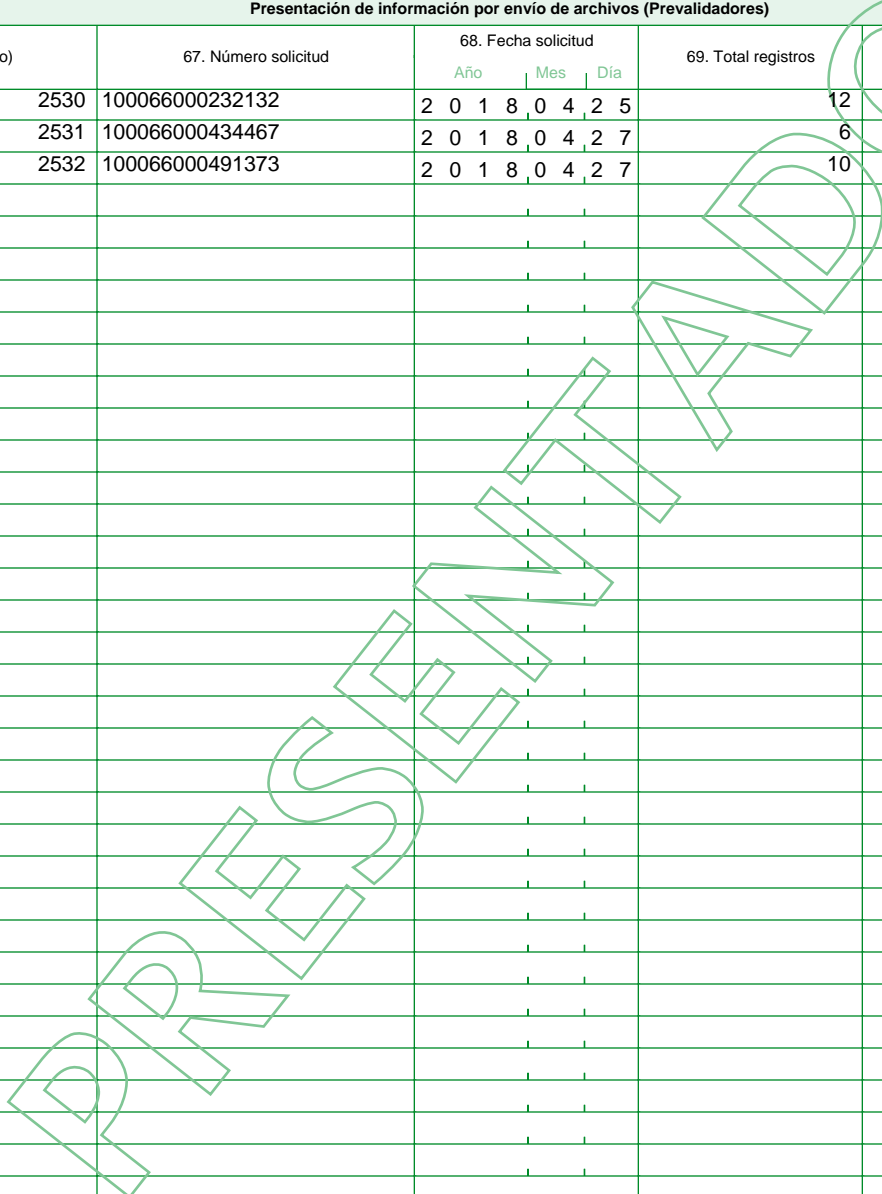 Presentación de información por envío de archivos (Prevalidadores)
o) 67. Número solicitud 68. Fecha solicitud 69. Total registros
Año Mes Día
2530 100066000232132 2 0 1 8 0 4 2 5 12
2531 100066000434467 2 0 1 8 0 4 2 7 6
2532 100066000491373 2 0 1 8 0 4 2 7 10
PRESENTADO